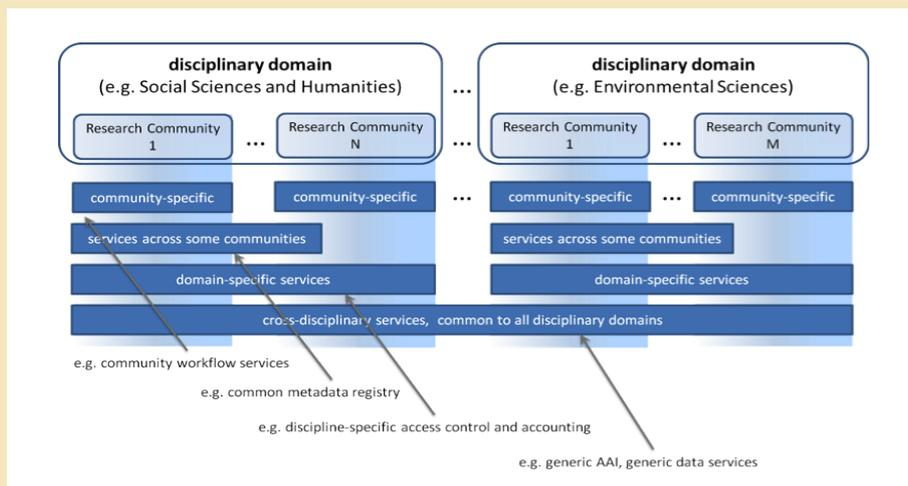 disciplinary domain
(e.g. Social Sciences and Humanities)
...
disciplinary domain
(e.g. Environmental Sciences)
Research Community
1
...
Research Community
N
...
Research Community
1
...
Research Community
M
community-specific
community-specific
...
community-specific
...
community-specific
services across some communities
services across some communities
domain-specific services
domain-specific services
cross-disciplinary services, common to all disciplinary domains
e.g. community workflow services
e.g. common metadata registry
e.g. discipline-specific access control and accounting
e.g. generic AAI, generic data services